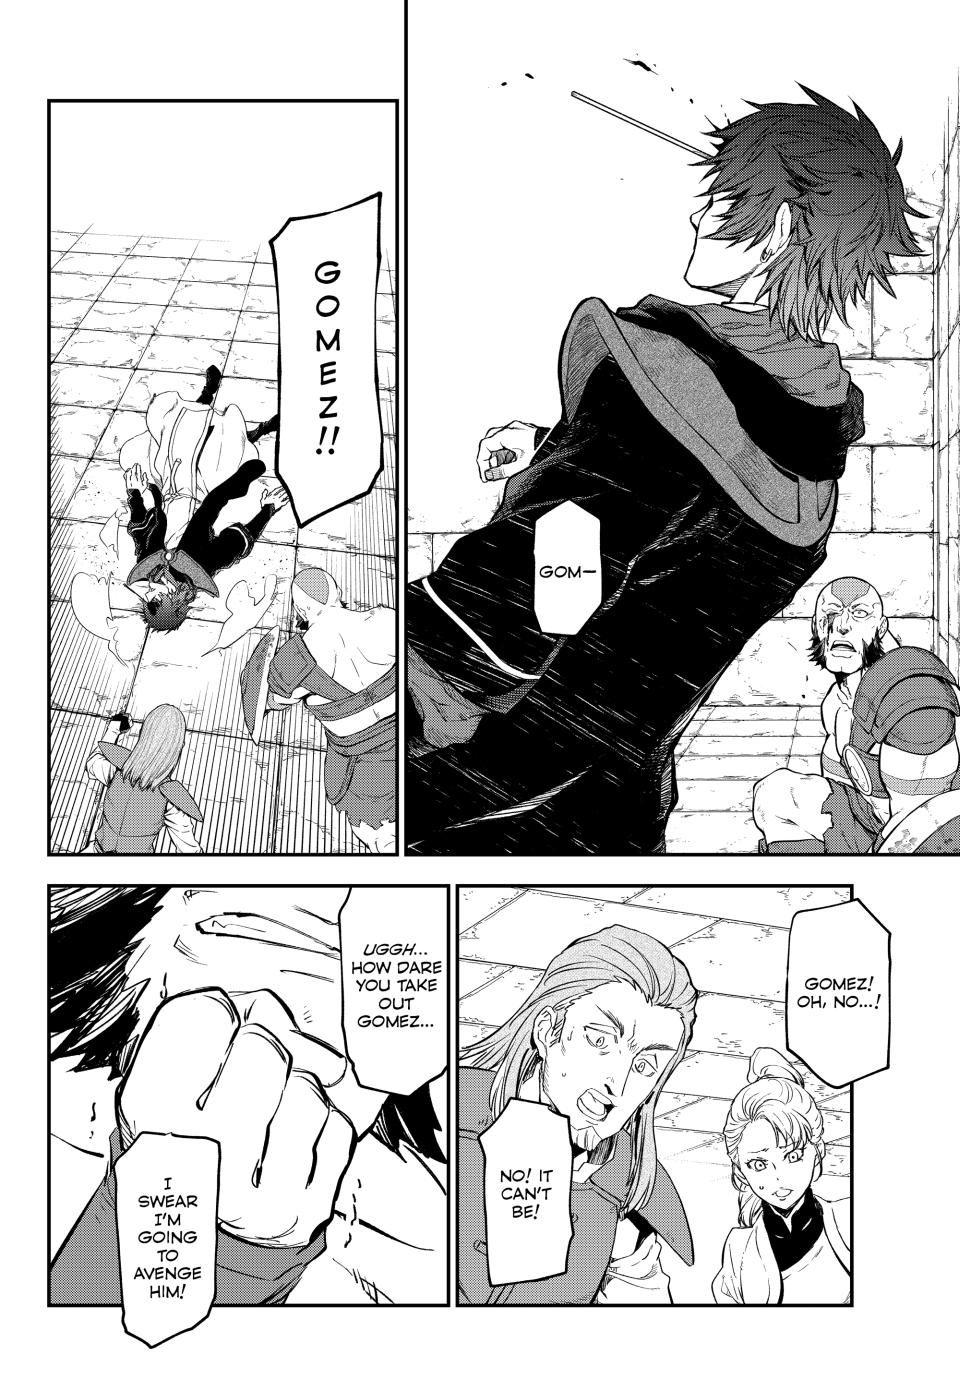 GOM—
GOMEZ!!
GOMEZ!
OH, NO...!
NO! IT
CAN'T
BE!
UGGH...
HOW DARE
YOU TAKE
OUT
GOMEZ...
I
SWEAR
I'M
GOING
TO
AVENGE
HIM!